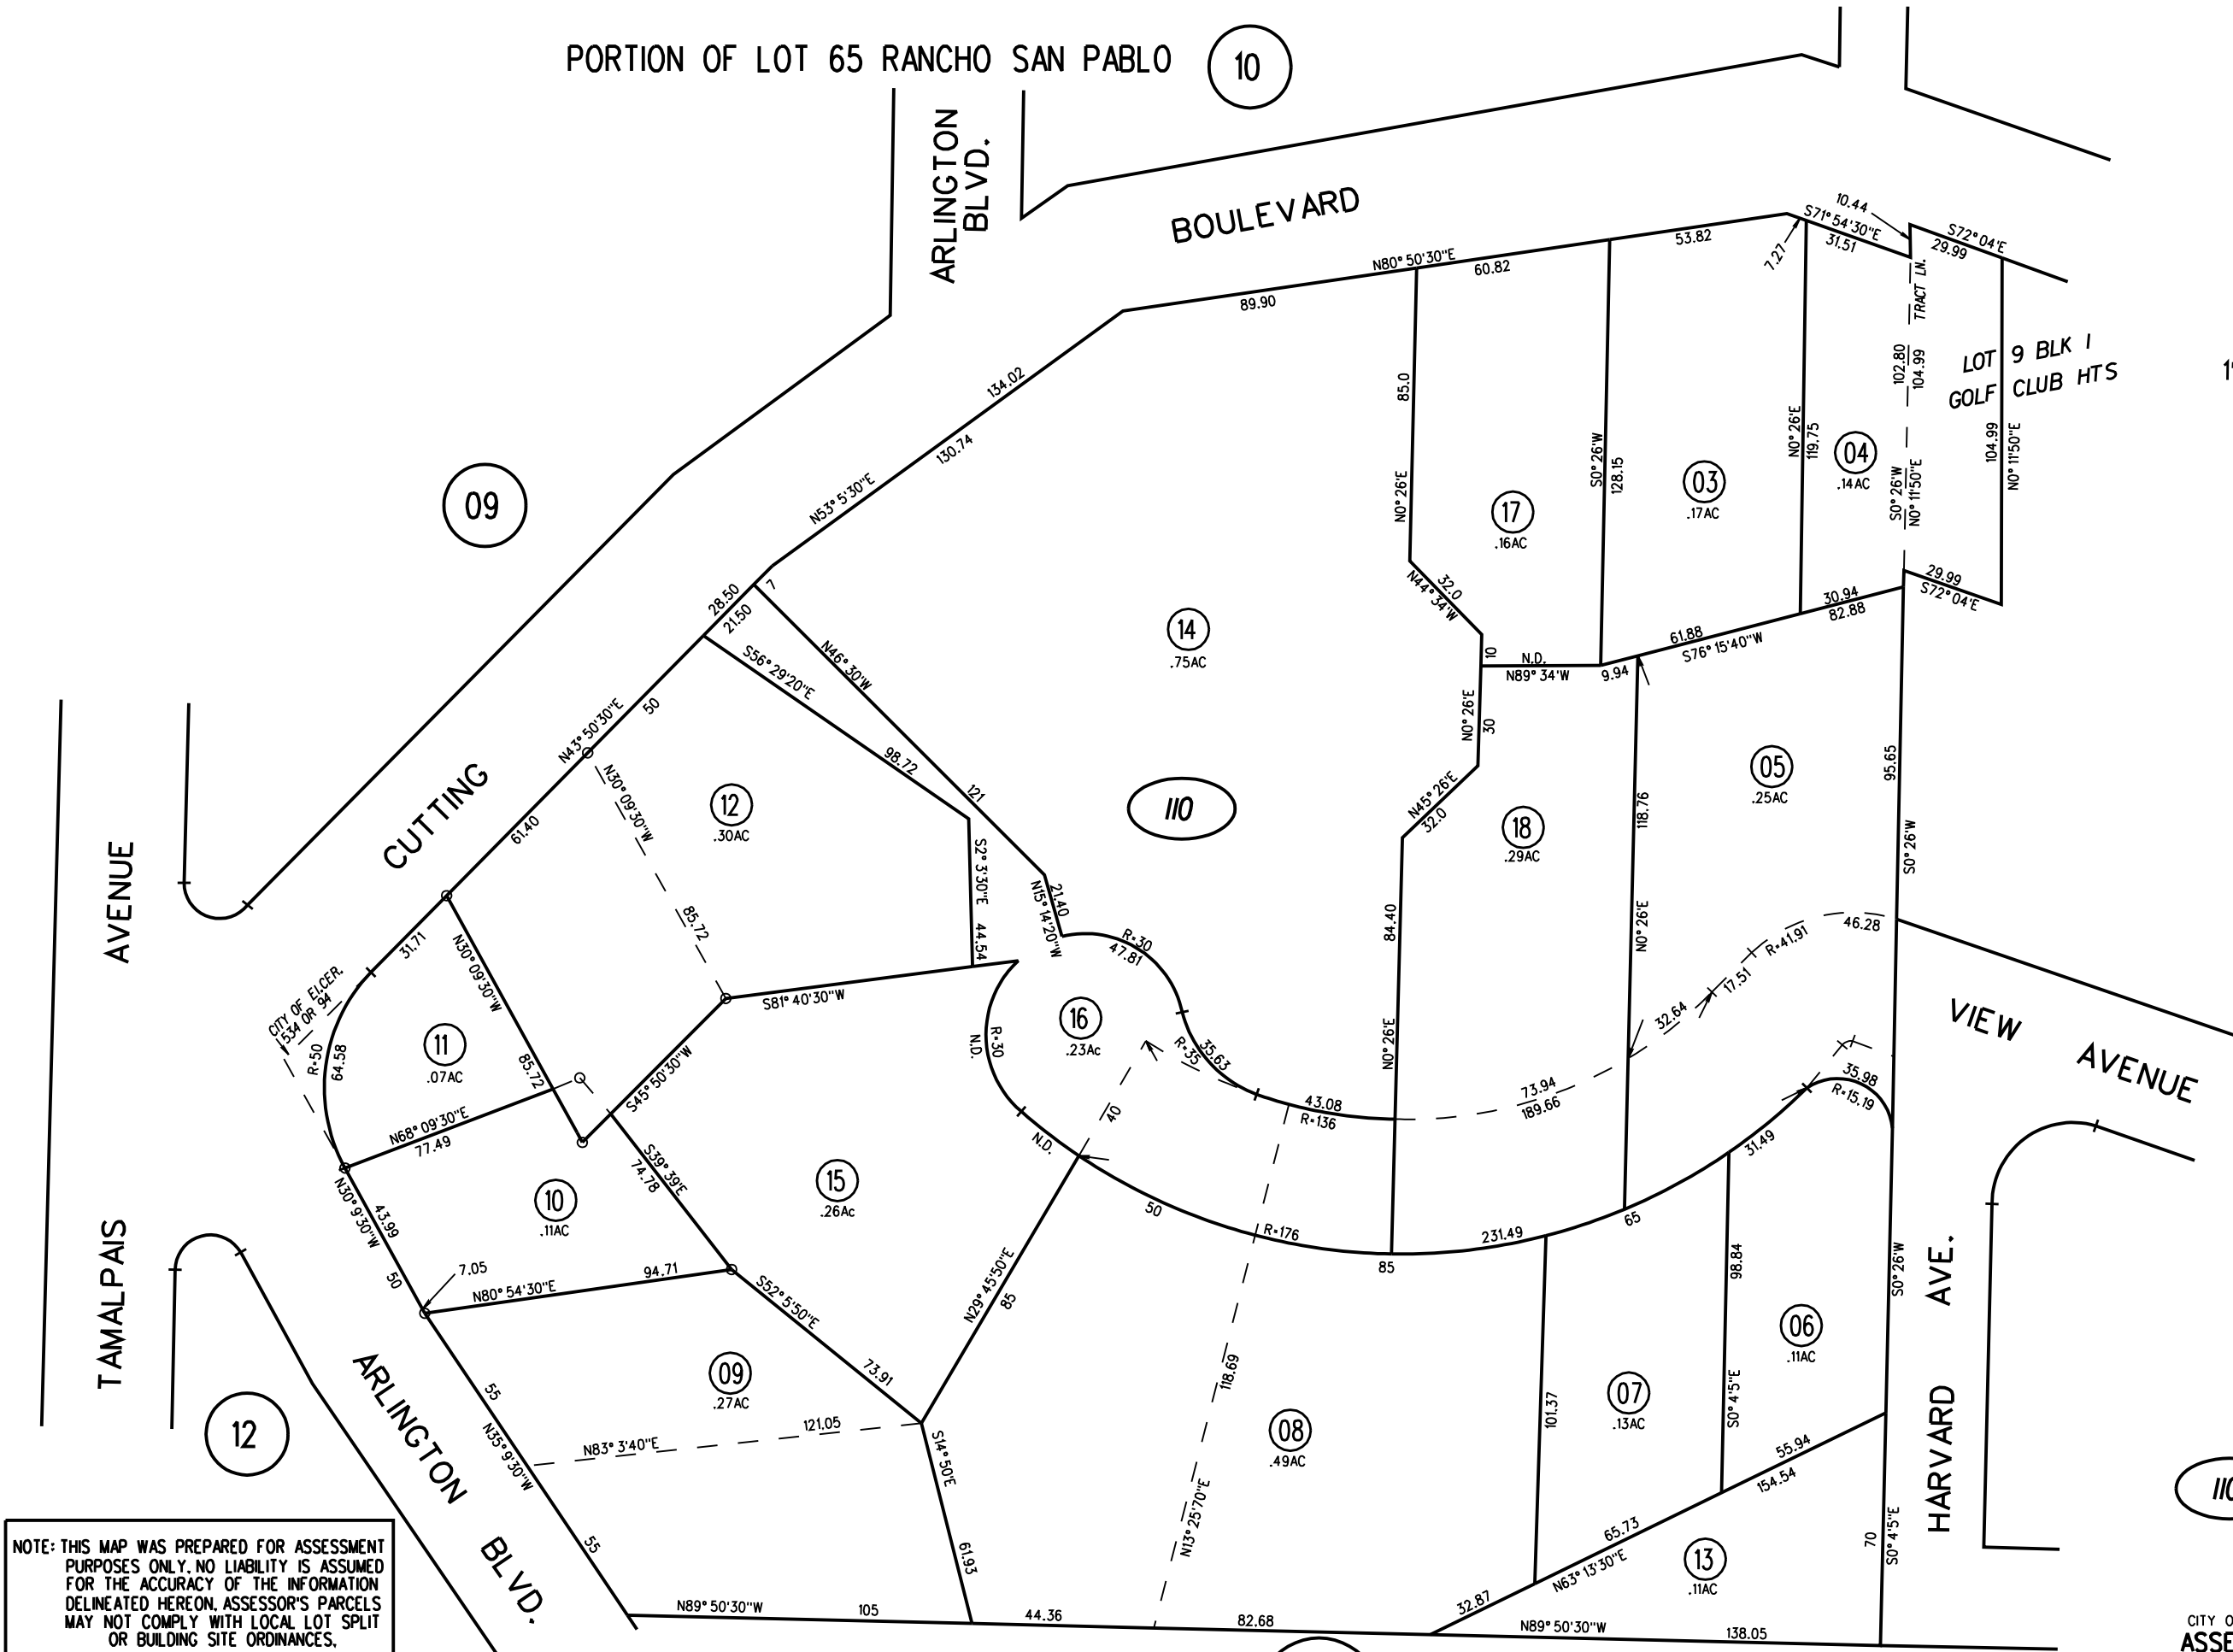 PORTION OF LOT 65 RANCHO SAN PABLO
10
ARLINGTON
BLVD.
BOULEVARD
N80° 50'30"E
89.90
60.82
53.82
7.27
10.44
S71° 54'30"E
31.51
S72° 04'E
29.99
TRACT LN.
102.80
104.99
LOT 9 BLK 1
GOLF CLUB HTS
104.99
N0° 11'50"E
S0° 26'W
N0° 11'50"E
134.02
130.74
N53° 5'30"E
09
85.0
N0° 26'E
17
.16AC
S0° 26'W
128.15
03
.17AC
N0° 26'E
119.75
04
.14AC
29.99
S72° 04'E
30.94
82.88
61.88
S76° 15'40"W
9.94
N.D.
N89° 34'W
10
32.0
N44° 34'W
N0° 26'E
30
28.50
21.50
7
S56° 29'20"E
98.72
N46° 30'W
121
14
.75AC
110
N43° 50'30"E
50
CUTTING
61.40
N30° 09'30"W
85.72
12
.30AC
S2° 3'30"E
44.54
21.40
N15° 14'20"W
N45° 26'E
32.0
18
.29AC
118.76
N0° 26'E
05
.25AC
95.65
S0° 26'W
84.40
N0° 26'E
AVENUE
TAMALPAIS
31.71
N30° 09'30"W
85.72
CITY OF El.CER.
1534 OR 94
R=50
64.58
11
.07AC
S81° 40'30"W
S45° 50'30"W
N68° 09'30"E
77.49
N.D.
R=30
16
.23Ac
R=30
47.81
R=35
35.63
40
N.D.
43.08
R=136
73.94
189.66
32.64
17.51
R=41.91
46.28
35.98
R=15.19
31.49
VIEW AVENUE
N30° 9'30"W
43.99
50
10
.11AC
S39° 39'E
74.78
15
.26Ac
7.05
N80° 54'30"E
94.71
S52° 5'50"E
73.91
N29° 45'50"E
85
50
R=176
85
231.49
65
98.84
S0° 4'5"E
06
.11AC
S0° 26'W
HARVARD AVE.
12
ARLINGTON BLVD.
55
N35° 9'30"W
55
09
.27AC
N83° 3'40"E
121.05
S14° 50'E
61.93
118.69
N13° 25'70"E
08
.49AC
101.37
07
.13AC
55.94
154.54
65.73
N63° 13'30"E
32.87
13
.11AC
70
S0° 4'5"E
N89° 50'30"W
105
44.36
82.68
N89° 50'30"W
138.05
NOTE: THIS MAP WAS PREPARED FOR ASSESSMENT
PURPOSES ONLY. NO LIABILITY IS ASSUMED
FOR THE ACCURACY OF THE INFORMATION
DELINEATED HEREON. ASSESSOR'S PARCELS
MAY NOT COMPLY WITH LOCAL LOT SPLIT
OR BUILDING SITE ORDINANCES.
CITY O
ASSE